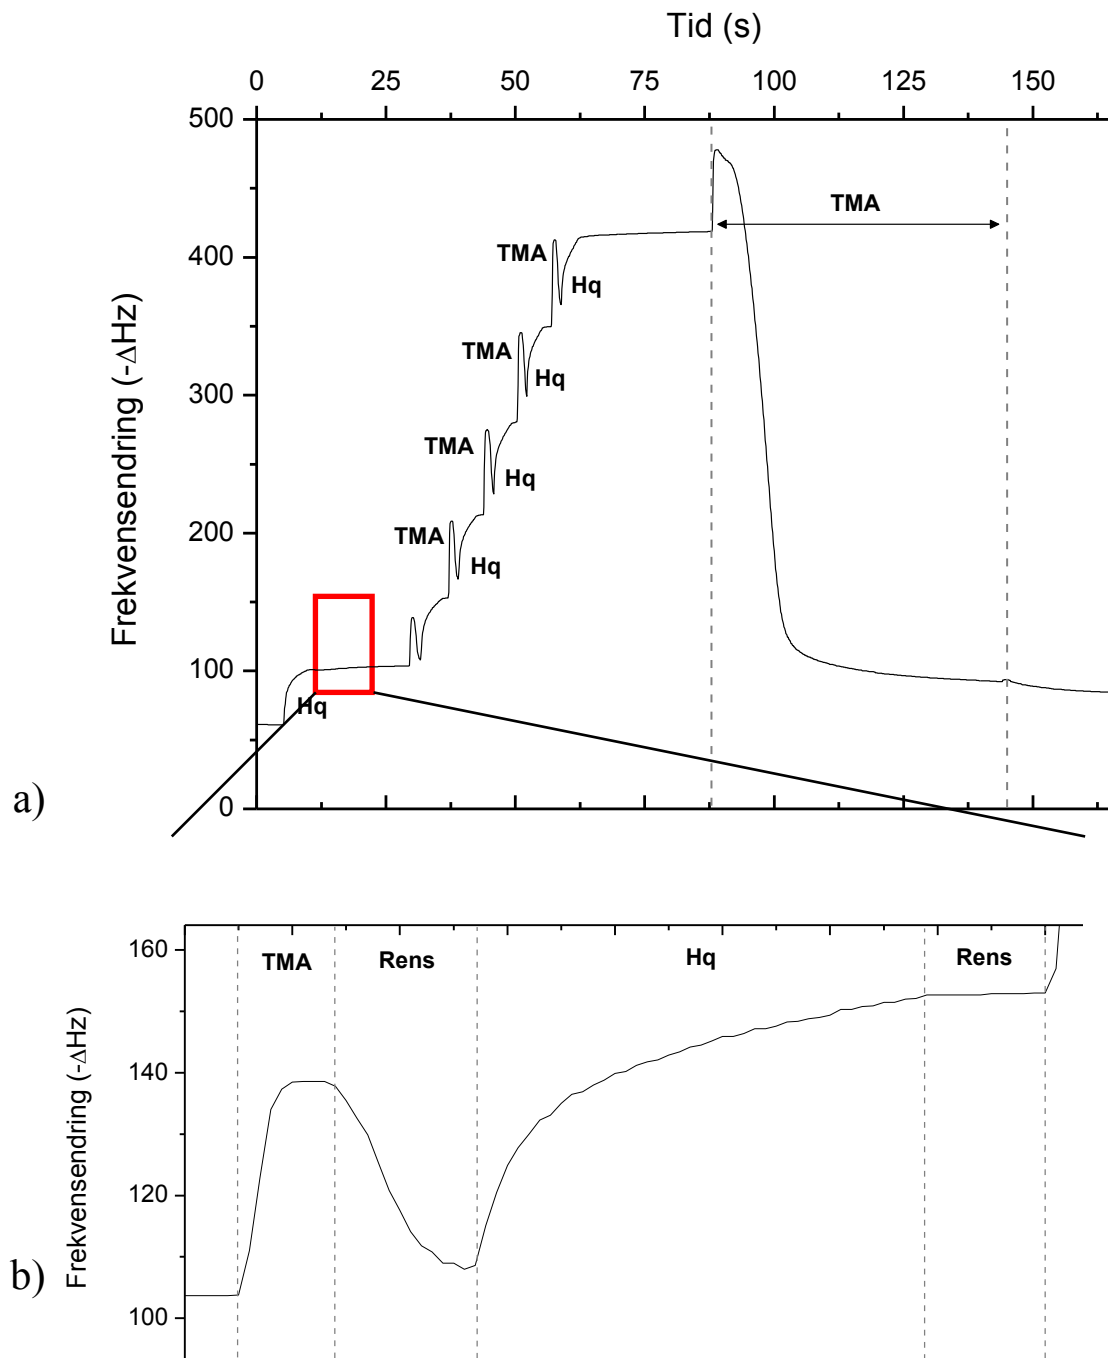 Tid (s)
0 25 50 75 100 125 150
500
400
300
200
100
0
Frekvensendring (-ΔHz)
TMA
TMA
Hq
TMA
Hq
TMA
Hq
TMA
Hq
Hq
a)
160
140
120
100
Frekvensendring (-ΔHz)
TMA Rens Hq Rens
b)